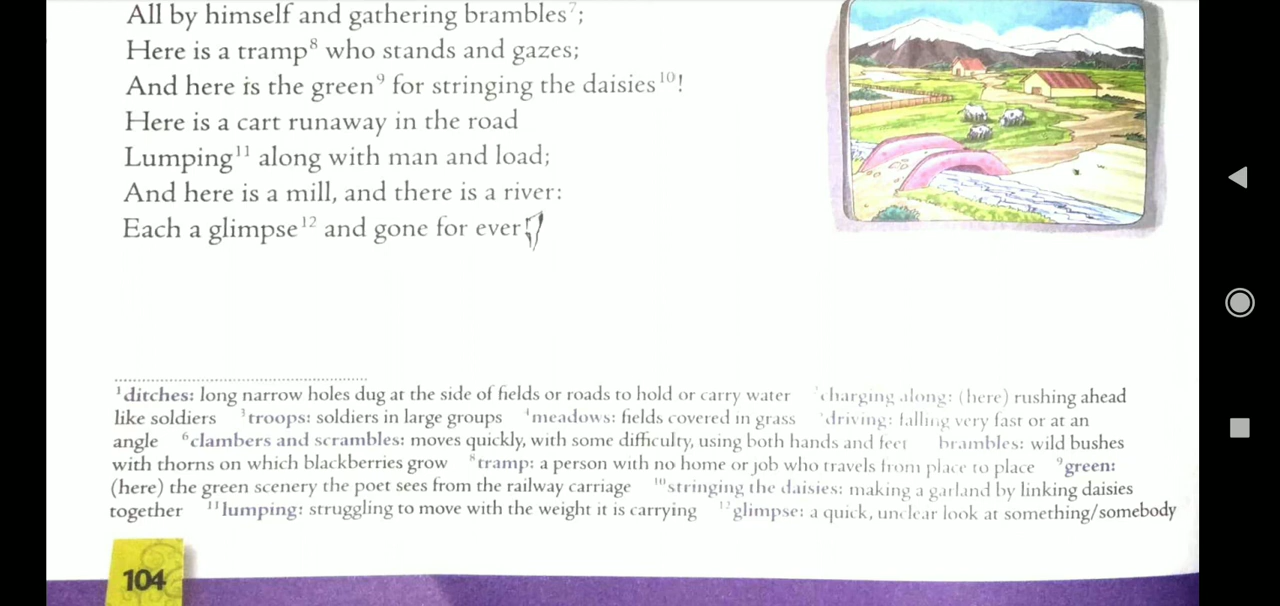 All by himself and gathering brambles⁷;
Here is a tramp⁸ who stands and gazes;
And here is the green⁹ for stringing the daisies¹⁰!
Here is a cart runaway in the road
Lumping¹¹ along with man and load;
And here is a mill, and there is a river:
Each a glimpse¹² and gone for ever!
¹ditches: long narrow holes dug at the side of fields or roads to hold or carry water ²charging along: (here) rushing ahead
like soldiers ³troops: soldiers in large groups ⁴meadows: fields covered in grass ⁵driving: falling very fast or at an
angle ⁶clambers and scrambles: moves quickly, with some difficulty, using both hands and feet brambles: wild bushes
with thorns on which blackberries grow ⁸tramp: a person with no home or job who travels from place to place ⁹green:
(here) the green scenery the poet sees from the railway carriage ¹⁰stringing the daisies: making a garland by linking daisies
together ¹¹lumping: struggling to move with the weight it is carrying ¹²glimpse: a quick, unclear look at something/somebody
104